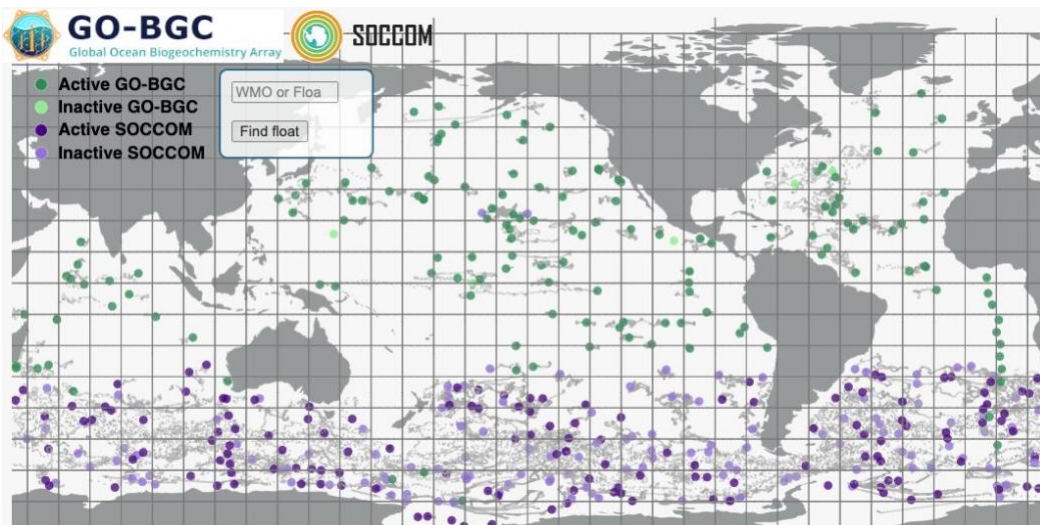 GO-BGC
Global Ocean Biogeochemistry Array
SOCCOM
Active GO-BGC
Inactive GO-BGC
Active SOCCOM
Inactive SOCCOM
WMO or Floa
Find float